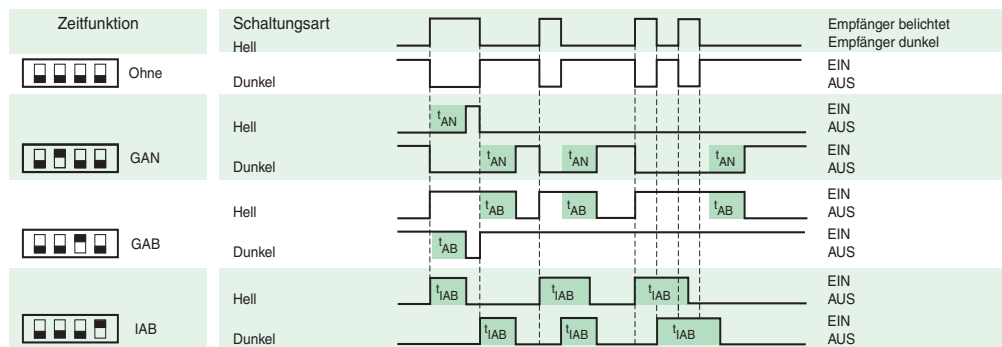 Zeitfunktion Schaltungsart Empfänger belichtet
Hell Empfänger dunkel
Ohne EIN
Dunkel AUS
tAN EIN
Hell AUS
GAN tAN tAN tAN EIN
Dunkel AUS
EIN
Hell tAB tAB tAB AUS
GAB EIN
Dunkel tAB AUS
EIN
Hell tIAB tIAB tIAB AUS
IAB EIN
Dunkel tIAB tIAB tIAB AUS